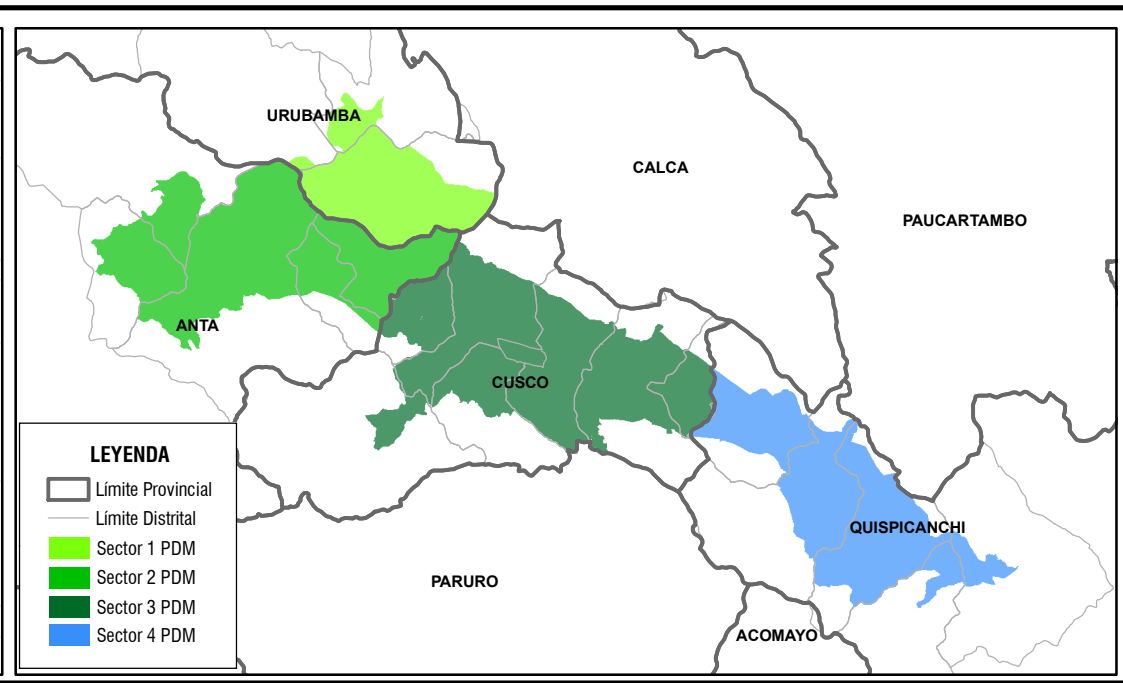 URUBAMBA
CALCA
PAUCARTAMBO
ANTA
CUSCO
QUISPICANCHI
PARURO
ACOMAYO
LEYENDA
Límite Provincial
Límite Distrital
Sector 1 PDM
Sector 2 PDM
Sector 3 PDM
Sector 4 PDM